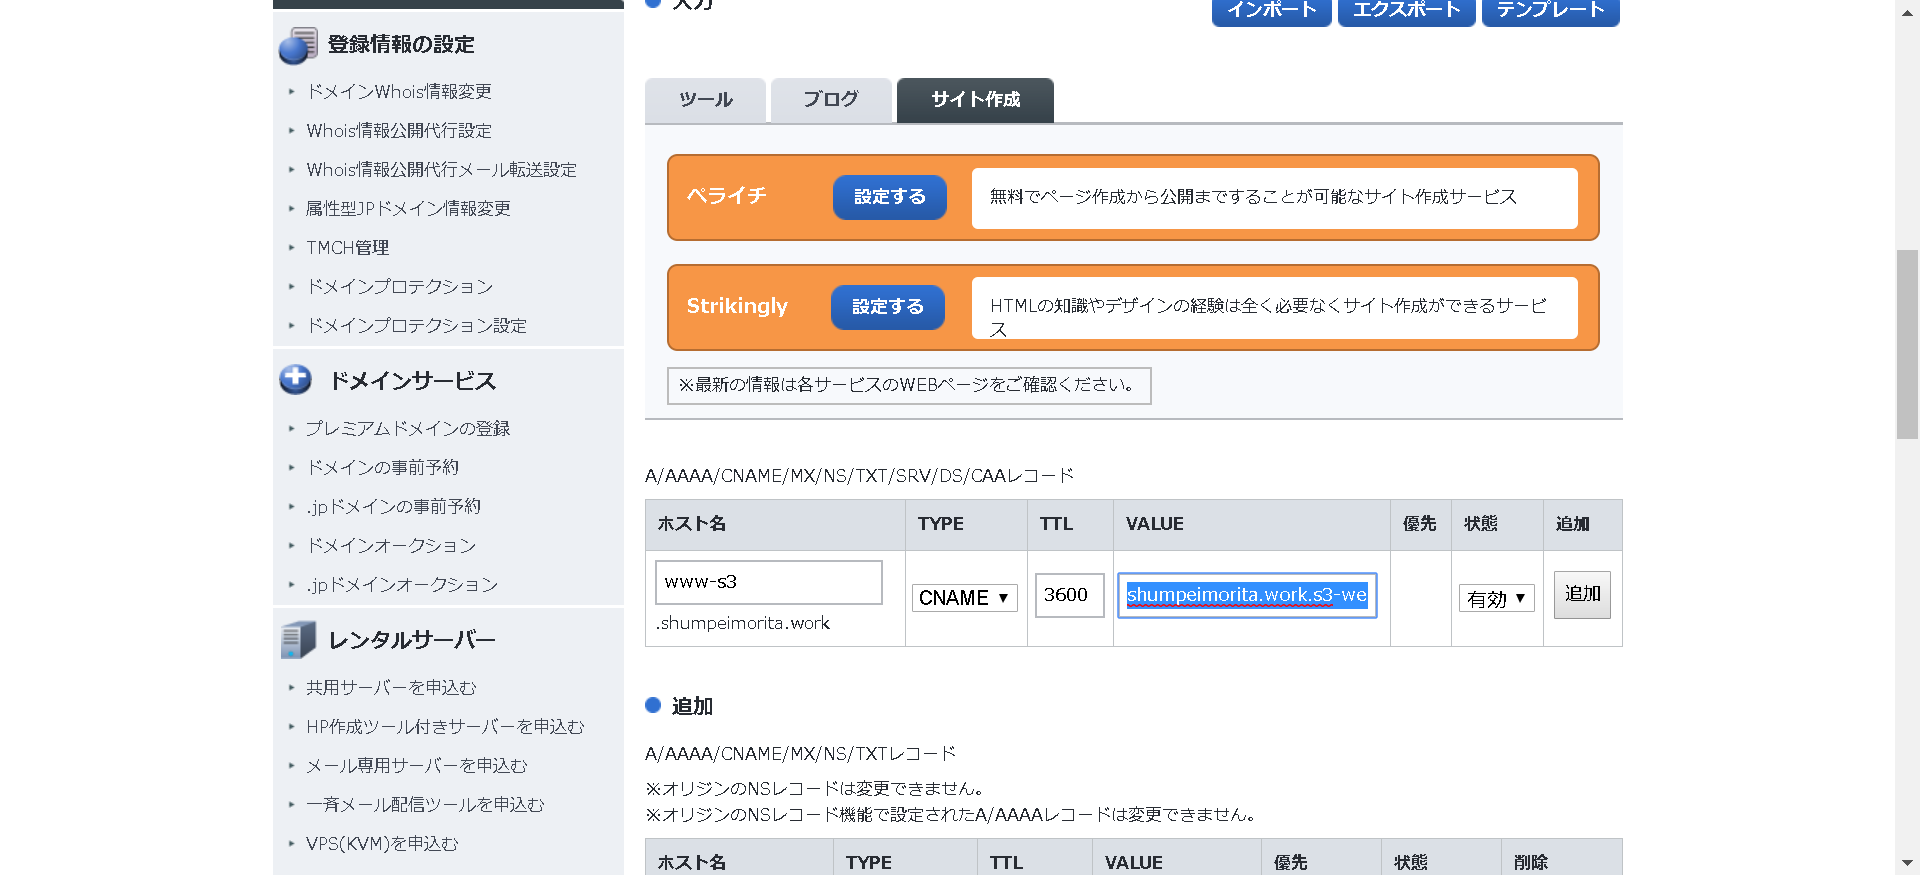 登録情報の設定
ドメインWhois情報変更
Whois情報公開代行設定
Whois情報公開代行メール転送設定
属性型JPドメイン情報変更
TMCH管理
ドメインプロテクション
ドメインプロテクション設定
ドメインサービス
プレミアムドメインの登録
ドメインの事前予約
.jpドメインの事前予約
ドメインオークション
.jpドメインオークション
レンタルサーバー
共用サーバーを申込む
HP作成ツール付きサーバーを申込む
メール専用サーバーを申込む
一斉メール配信ツールを申込む
VPS(KVM)を申込む
入力
インポート エクスポート テンプレート
ツール ブログ サイト作成
ペライチ 設定する 無料でページ作成から公開まですることが可能なサイト作成サービス
Strikingly 設定する HTMLの知識やデザインの経験は全く必要なくサイト作成ができるサービ
ス
※最新の情報は各サービスのWEBページをご確認ください。
A/AAAA/CNAME/MX/NS/TXT/SRV/DS/CAAレコード
ホスト名 TYPE TTL VALUE 優先 状態 追加
www-s3 CNAME ▼ 3600 shumpeimorita.work.s3-we 有効 ▼ 追加
.shumpeimorita.work
追加
A/AAAA/CNAME/MX/NS/TXTレコード
※オリジンのNSレコードは変更できません。
※オリジンのNSレコード機能で設定されたA/AAAAレコードは変更できません。
ホスト名 TYPE TTL VALUE 優先 状態 削除